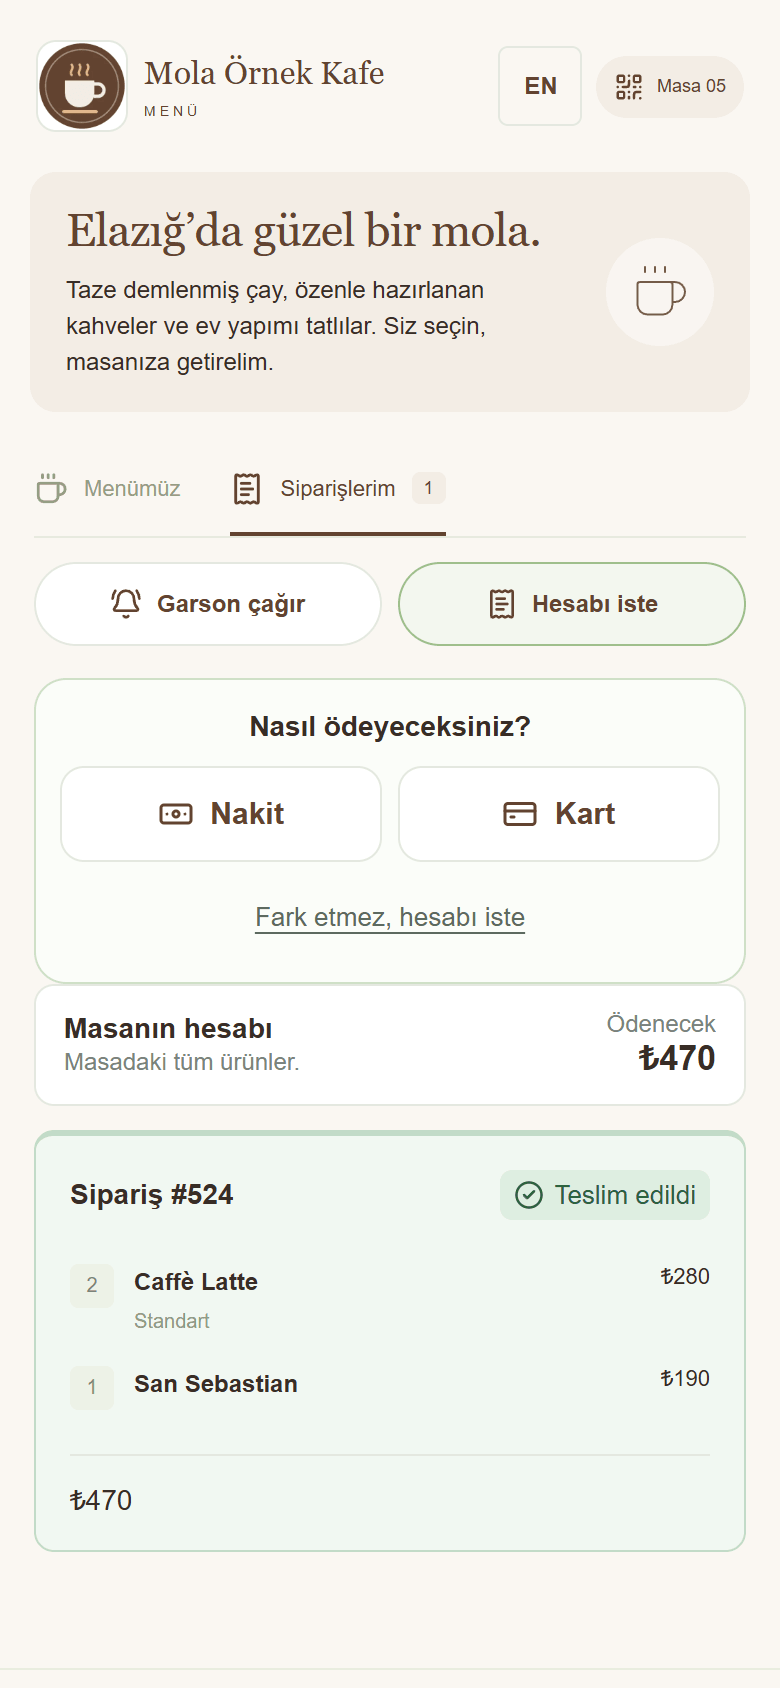 Mola Örnek Kafe
MENÜ
EN
Masa 05
Elazığ’da güzel bir mola.
Taze demlenmiş çay, özenle hazırlanan
kahveler ve ev yapımı tatlılar. Siz seçin,
masanıza getirelim.
Menümüz
Siparişlerim 1
Garson çağır
Hesabı iste
Nasıl ödeyeceksiniz?
Nakit
Kart
Fark etmez, hesabı iste
Masanın hesabı
Masadaki tüm ürünler.
Ödenecek
₺470
Sipariş #524
Teslim edildi
2 Caffè Latte ₺280
Standart
1 San Sebastian ₺190
₺470